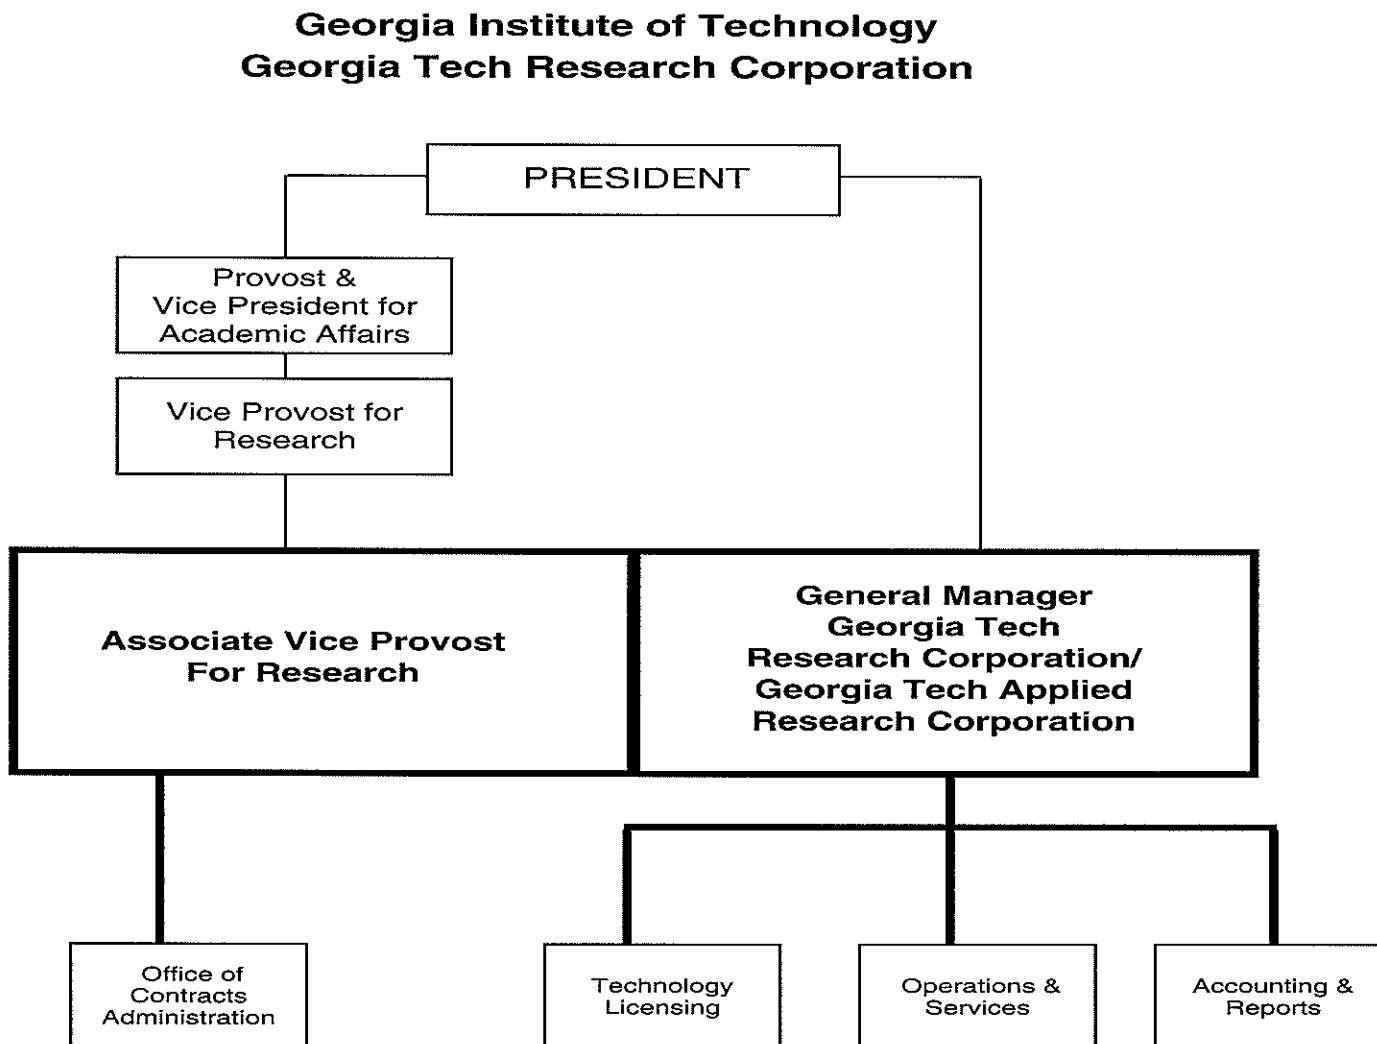 Georgia Institute of Technology
Georgia Tech Research Corporation
PRESIDENT
Provost &
Vice President for
Academic Affairs
Vice Provost for
Research
Associate Vice Provost
For Research
General Manager
Georgia Tech
Research Corporation/
Georgia Tech Applied
Research Corporation
Office of
Contracts
Administration
Technology
Licensing
Operations &
Services
Accounting &
Reports